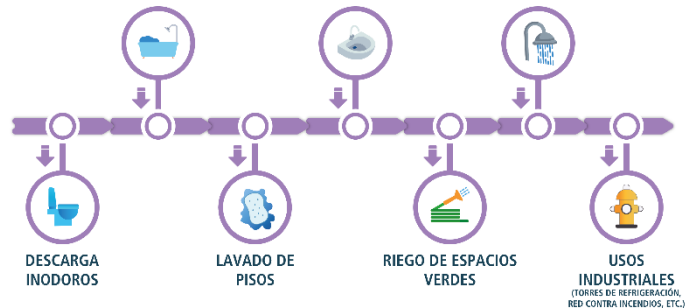 DESCARGA
INODOROS
LAVADO DE
PISOS
RIEGO DE ESPACIOS
VERDES
USOS
INDUSTRIALES
(TORRES DE REFRIGERACIÓN,
RED CONTRA INCENDIOS, ETC.)